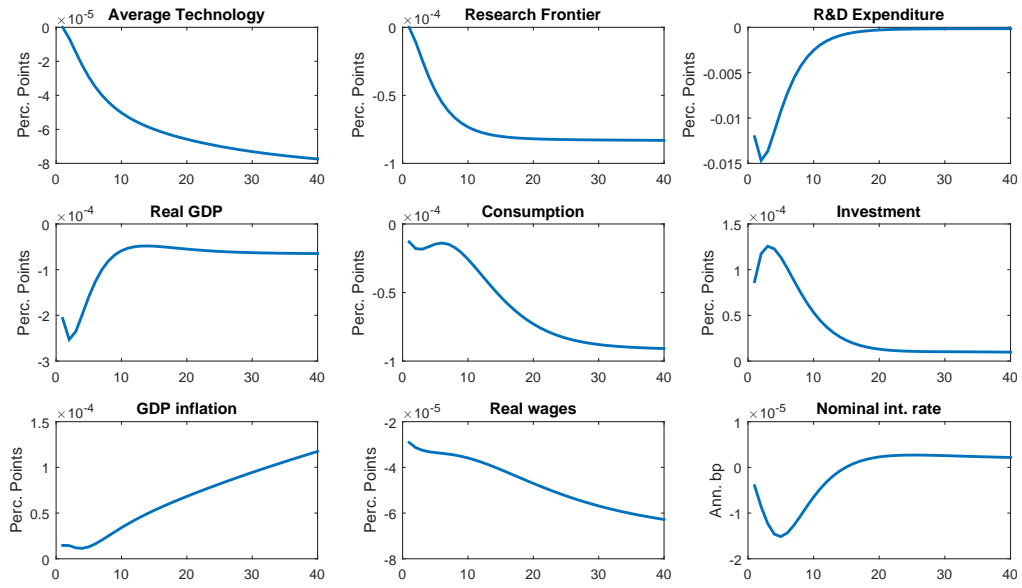 Average Technology
×10⁻⁵
Perc. Points
0
-2
-4
-6
-8
0 10 20 30 40
Research Frontier
×10⁻⁴
Perc. Points
0
-0.5
-1
0 10 20 30 40
R&D Expenditure
Perc. Points
0
-0.005
-0.01
-0.015
0 10 20 30 40
Real GDP
×10⁻⁴
Perc. Points
0
-1
-2
-3
0 10 20 30 40
Consumption
×10⁻⁴
Perc. Points
0
-0.5
-1
0 10 20 30 40
Investment
×10⁻⁴
Perc. Points
1.5
1
0.5
0
0 10 20 30 40
GDP inflation
×10⁻⁴
Perc. Points
1.5
1
0.5
0
0 10 20 30 40
Real wages
×10⁻⁵
Perc. Points
-2
-4
-6
-8
0 10 20 30 40
Nominal int. rate
×10⁻⁵
Ann. bp
1
0
-1
-2
0 10 20 30 40